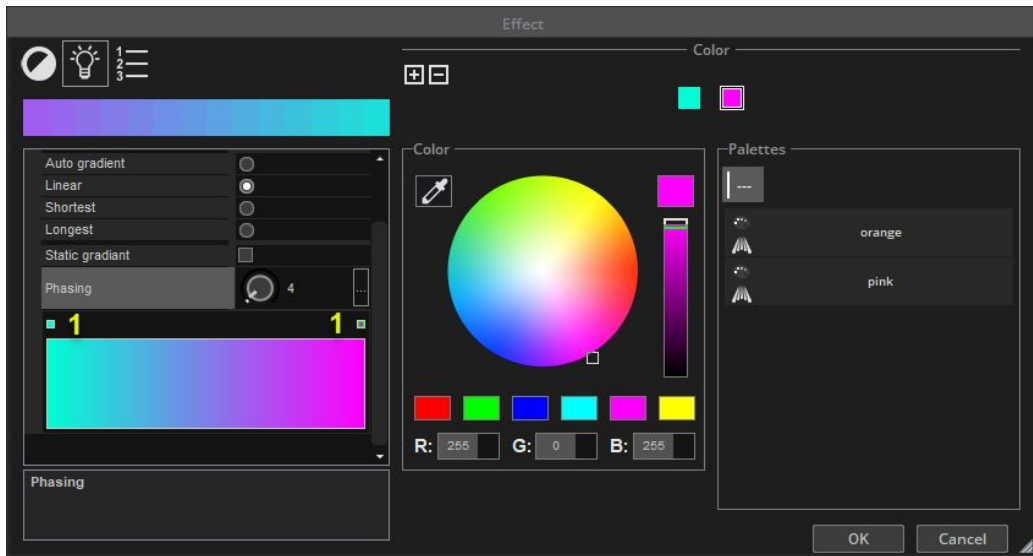 Effect
1
2
3
Color
Auto gradient
Linear
Shortest
Longest
Static gradiant
Phasing 4 ...
1 1
Phasing
Color
R: 255 G: 0 B: 255
Palettes
---
orange
pink
OK Cancel